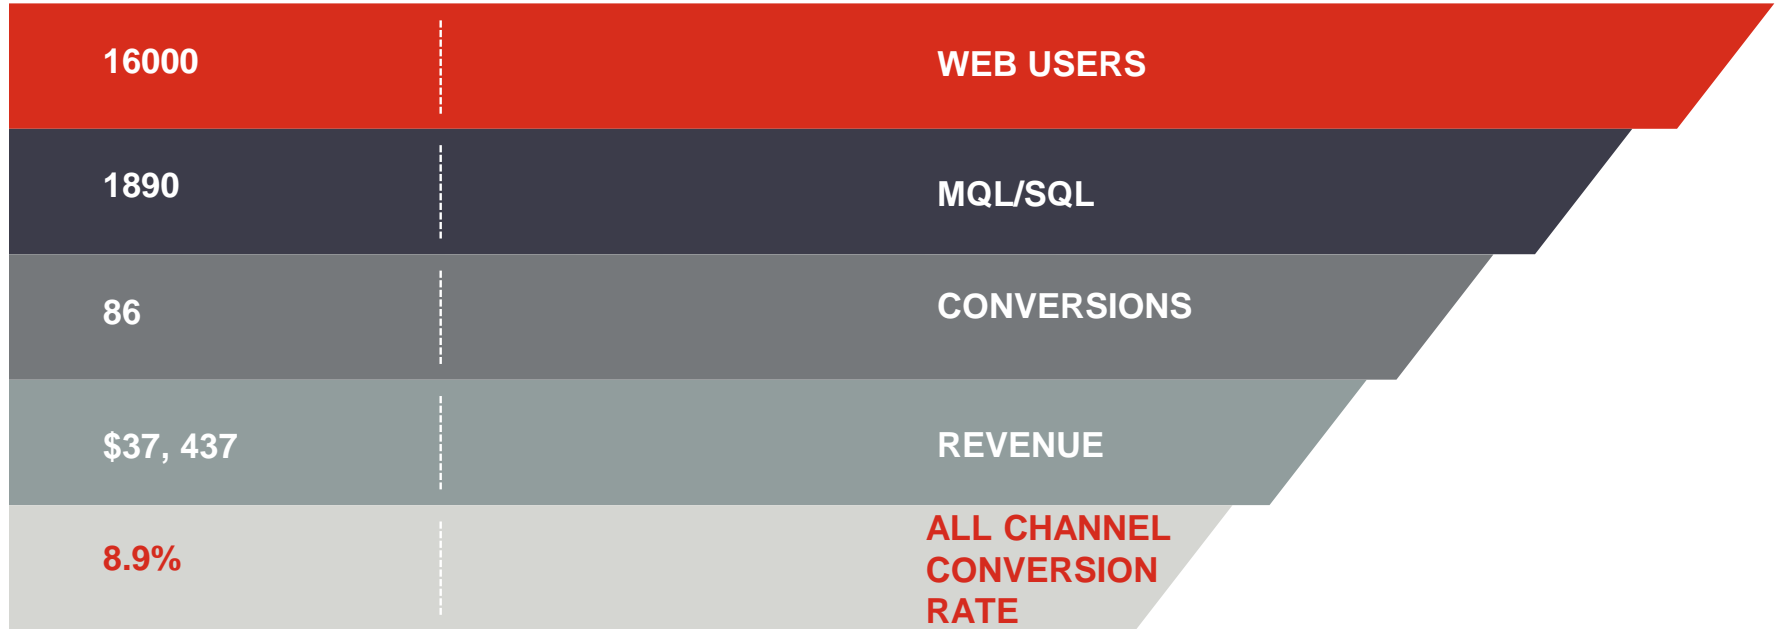 16000
WEB USERS
1890
MQL/SQL
86
CONVERSIONS
$37, 437
REVENUE
8.9%
ALL CHANNEL
CONVERSION
RATE